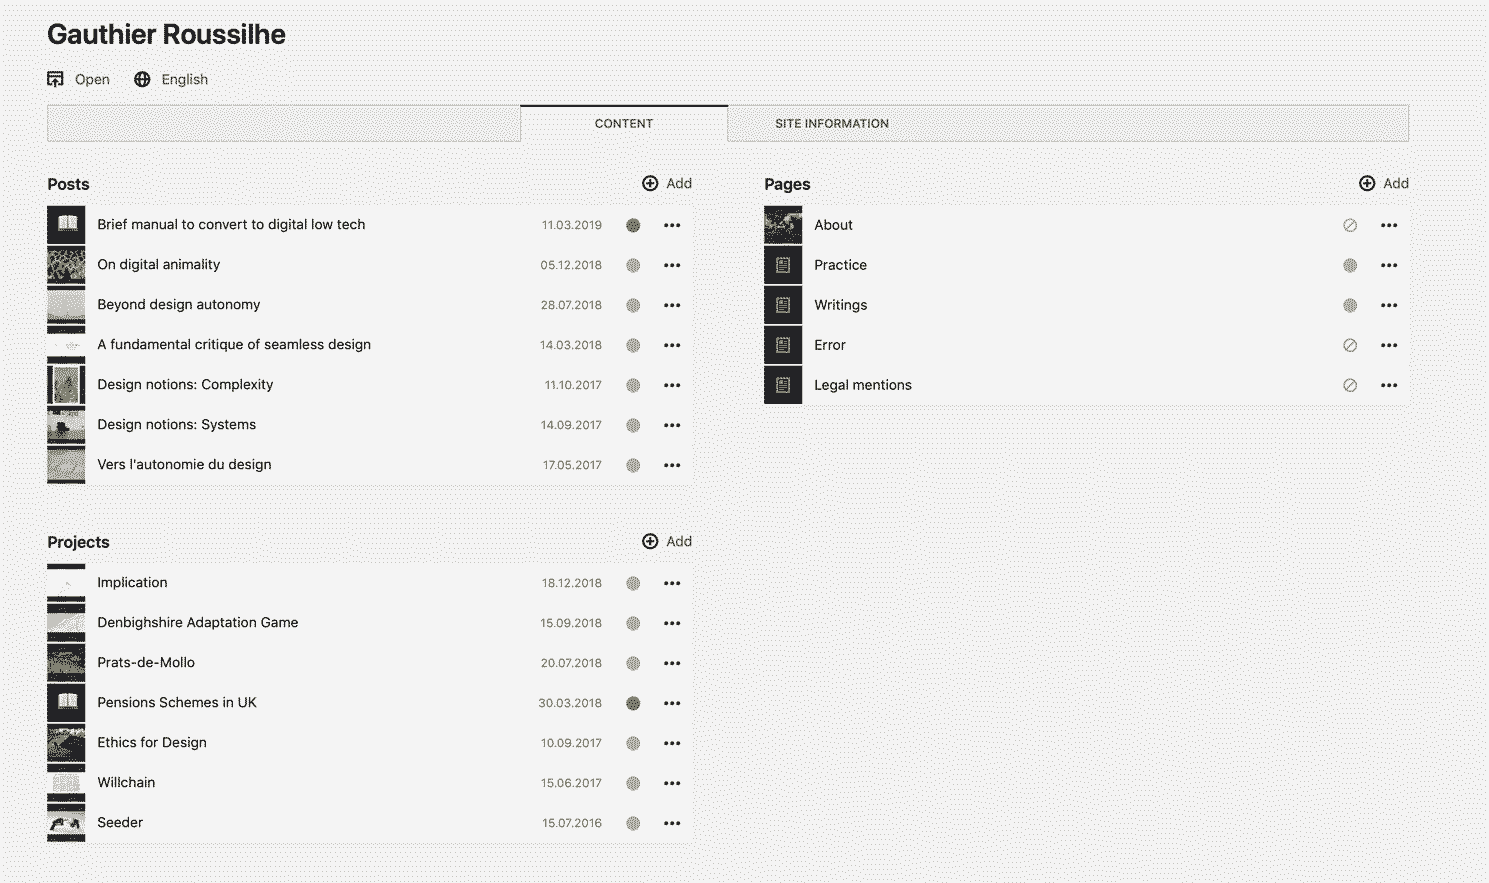 Gauthier Roussilhe
Open English
CONTENT SITE INFORMATION
Posts Add
Brief manual to convert to digital low tech 11.03.2019
On digital animality 05.12.2018
Beyond design autonomy 28.07.2018
A fundamental critique of seamless design 14.03.2018
Design notions: Complexity 11.10.2017
Design notions: Systems 14.09.2017
Vers l'autonomie du design 17.05.2017
Projects Add
Implication 18.12.2018
Denbighshire Adaptation Game 15.09.2018
Prats-de-Mollo 20.07.2018
Pensions Schemes in UK 30.03.2018
Ethics for Design 10.09.2017
Willchain 15.06.2017
Seeder 15.07.2016
Pages Add
About
Practice
Writings
Error
Legal mentions